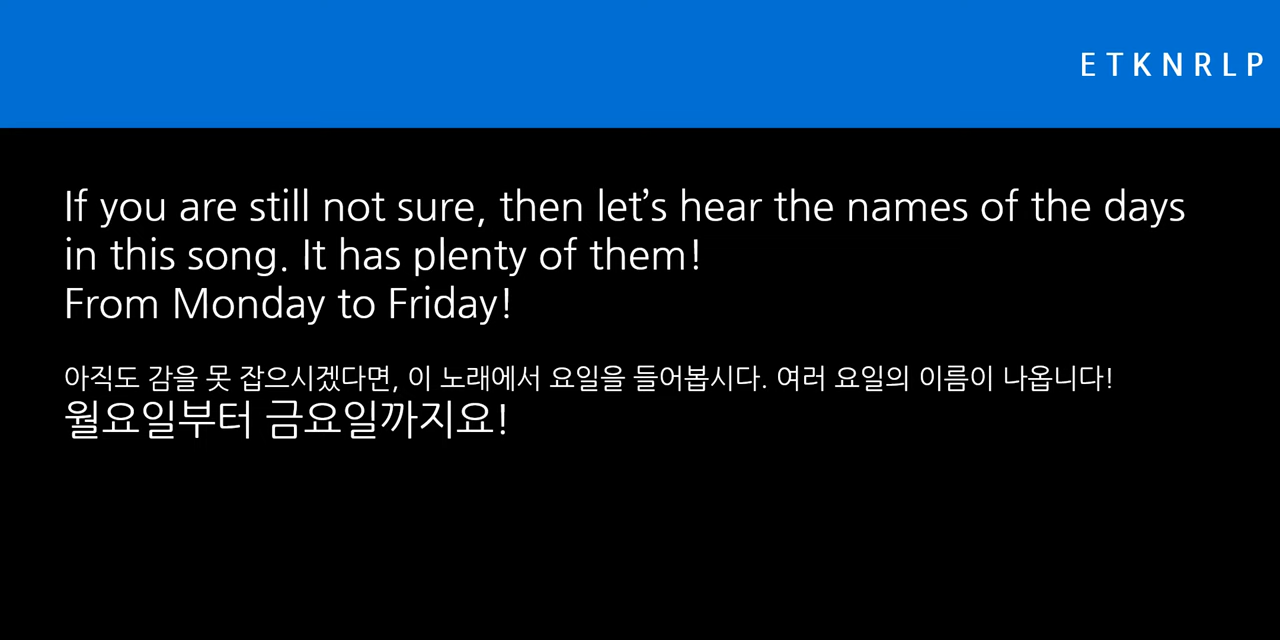 E T K N R L P
If you are still not sure, then let’s hear the names of the days
in this song. It has plenty of them!
From Monday to Friday!
아직도 감을 못 잡으시겠다면, 이 노래에서 요일을 들어봅시다. 여러 요일의 이름이 나옵니다!
월요일부터 금요일까지요!